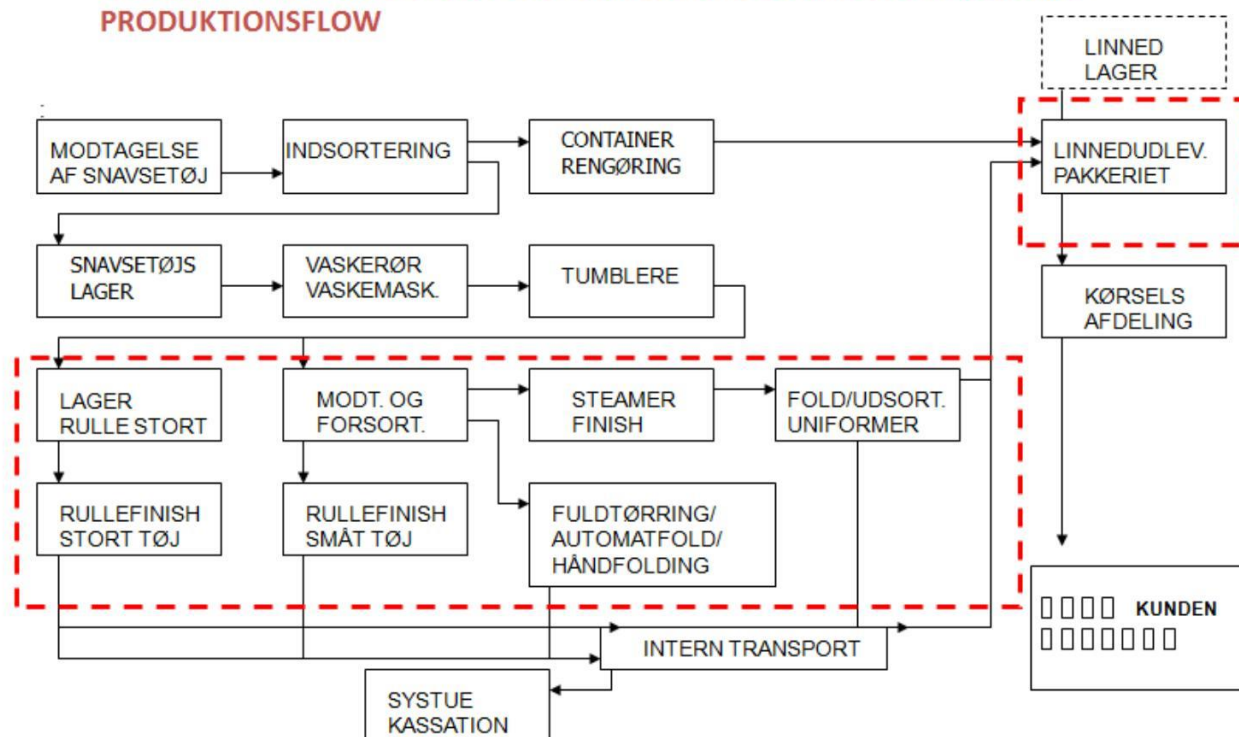 PRODUKTIONSFLOW
LINNED
LAGER
MODTAGELSE
AF SNAVSETØJ
INDSORTERING
CONTAINER
RENGØRING
LINNEDUDLEV.
PAKKERIET
SNAVSETØJS
LAGER
VASKERØR
VASKEMASK.
TUMBLERE
KØRSELS
AFDELING
LAGER
RULLE STORT
MODT. OG
FORSORT.
STEAMER
FINISH
FOLD/UDSORT.
UNIFORMER
RULLEFINISH
STORT TØJ
RULLEFINISH
SMÅT TØJ
FULDTØRRING/
AUTOMATFOLD/
HÅNDFOLDING
KUNDEN
INTERN TRANSPORT
SYSTUE
KASSATION